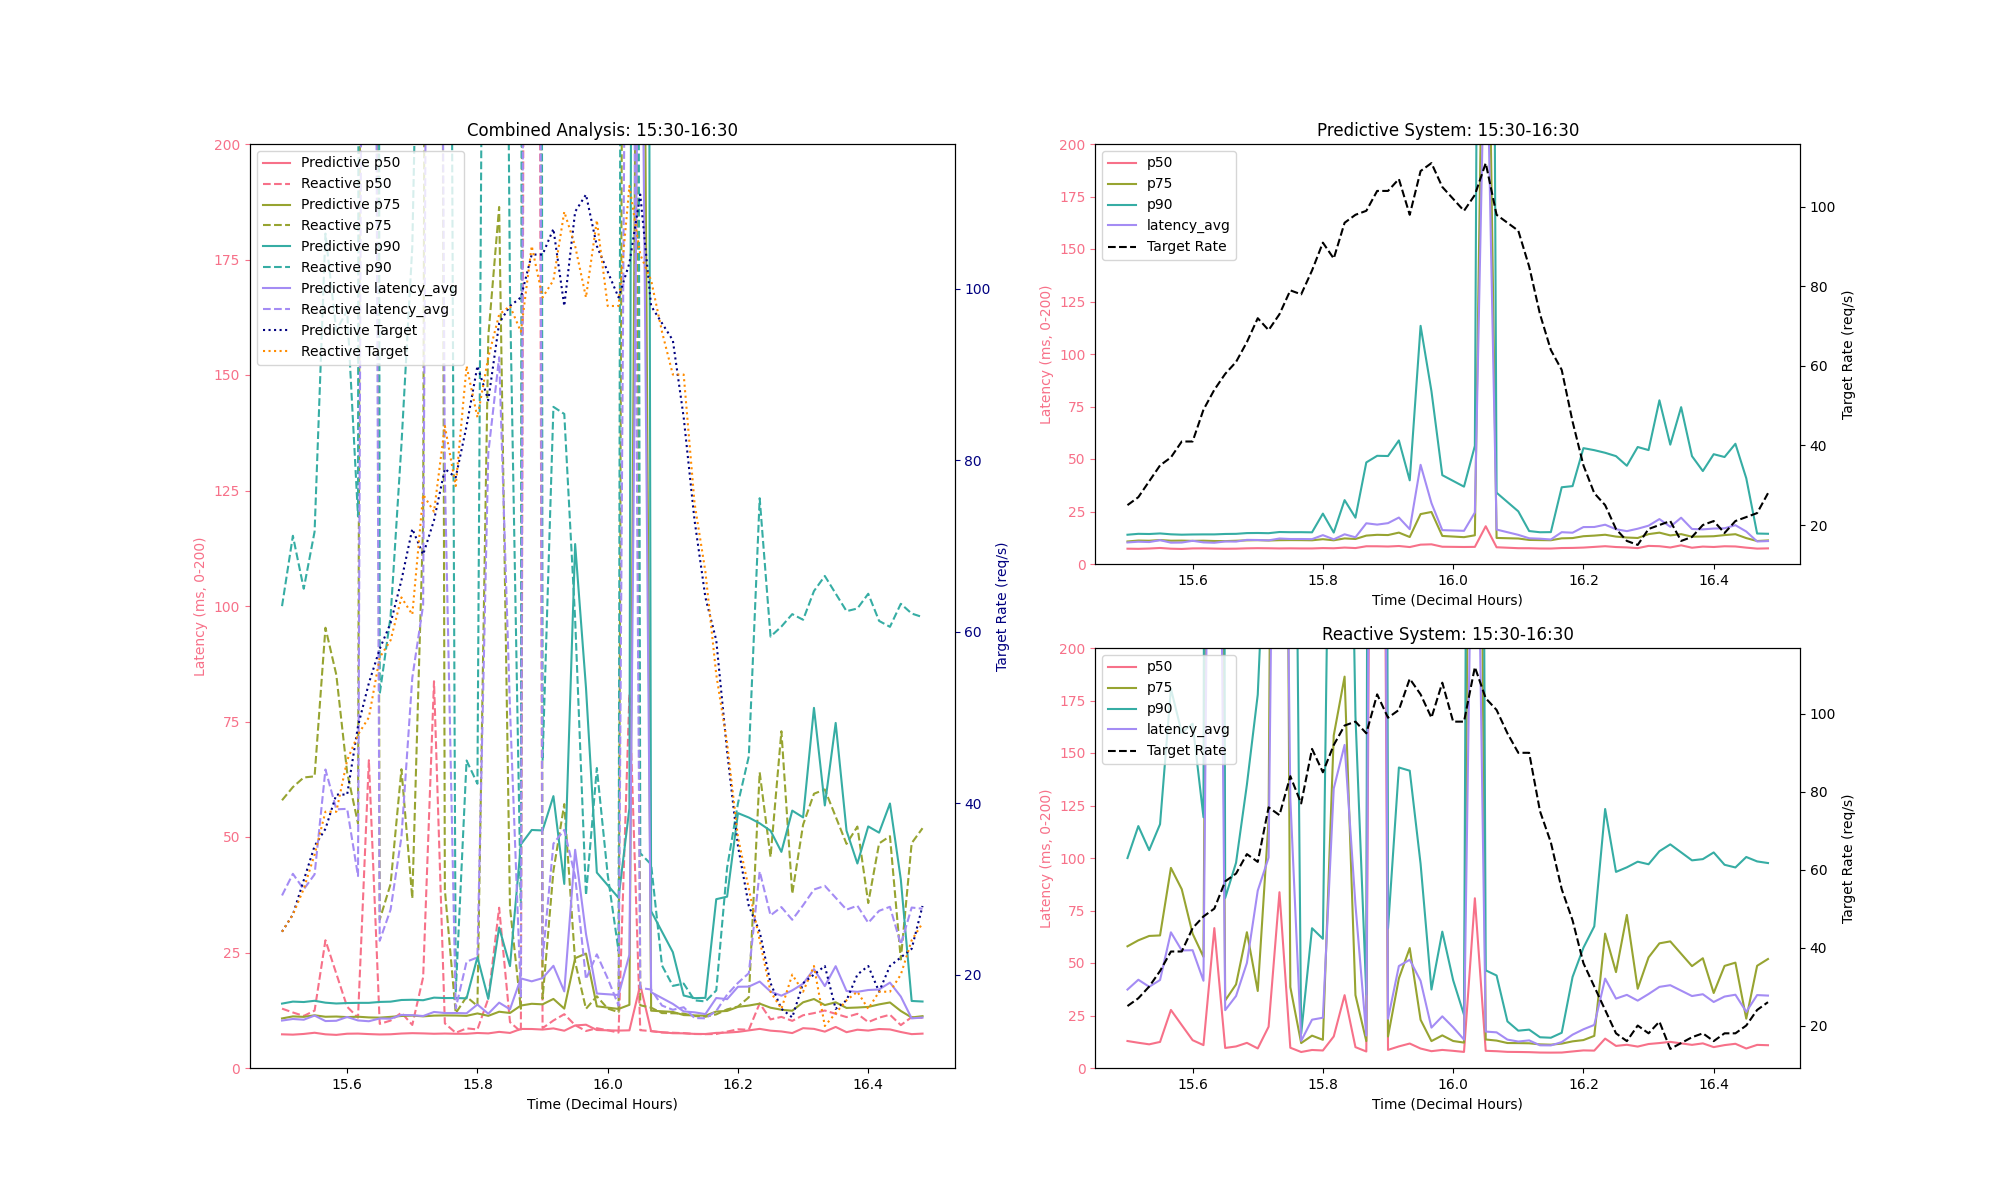 Combined Analysis: 15:30-16:30
Predictive p50
Reactive p50
Predictive p75
Reactive p75
Predictive p90
Reactive p90
Predictive latency_avg
Reactive latency_avg
Predictive Target
Reactive Target
200
175
150
125
100
75
50
25
0
Latency (ms, 0-200)
100
80
60
40
20
Target Rate (req/s)
15.6 15.8 16.0 16.2 16.4
Time (Decimal Hours)
Predictive System: 15:30-16:30
p50
p75
p90
latency_avg
Target Rate
200
175
150
125
100
75
50
25
0
Latency (ms, 0-200)
100
80
60
40
20
Target Rate (req/s)
15.6 15.8 16.0 16.2 16.4
Time (Decimal Hours)
Reactive System: 15:30-16:30
p50
p75
p90
latency_avg
Target Rate
200
175
150
125
100
75
50
25
0
Latency (ms, 0-200)
100
80
60
40
20
Target Rate (req/s)
15.6 15.8 16.0 16.2 16.4
Time (Decimal Hours)